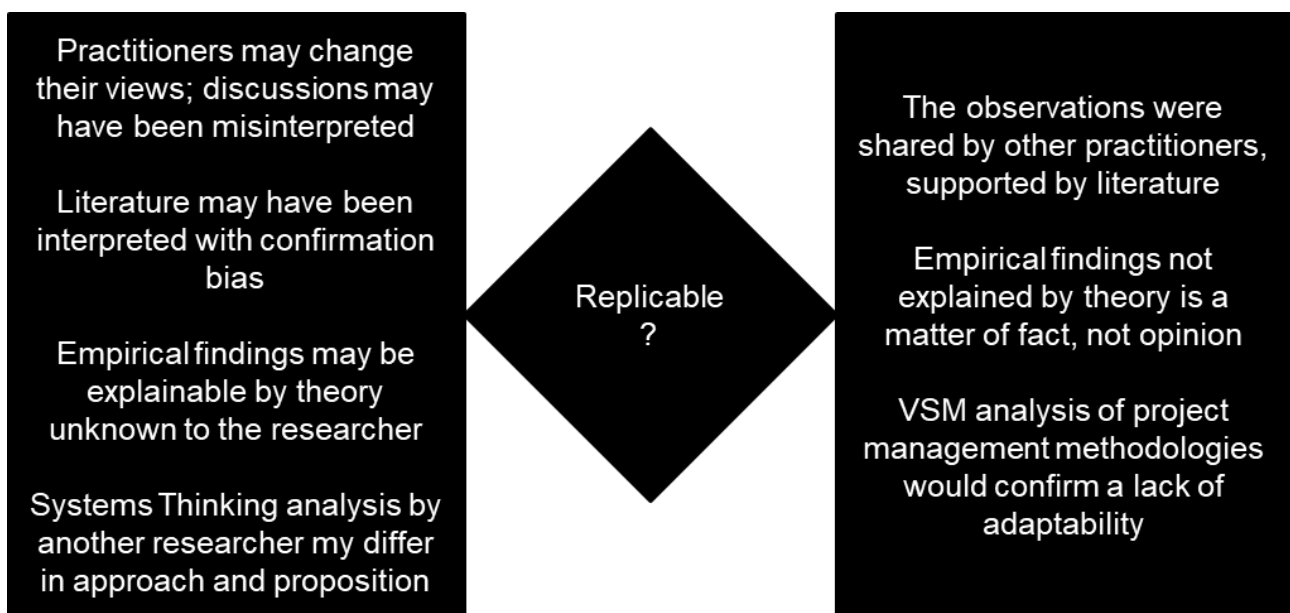 Practitioners may change
their views; discussions may
have been misinterpreted
Literature may have been
interpreted with confirmation
bias
Empirical findings may be
explainable by theory
unknown to the researcher
Systems Thinking analysis by
another researcher my differ
in approach and proposition
Replicable
?
The observations were
shared by other practitioners,
supported by literature
Empirical findings not
explained by theory is a
matter of fact, not opinion
VSM analysis of project
management methodologies
would confirm a lack of
adaptability